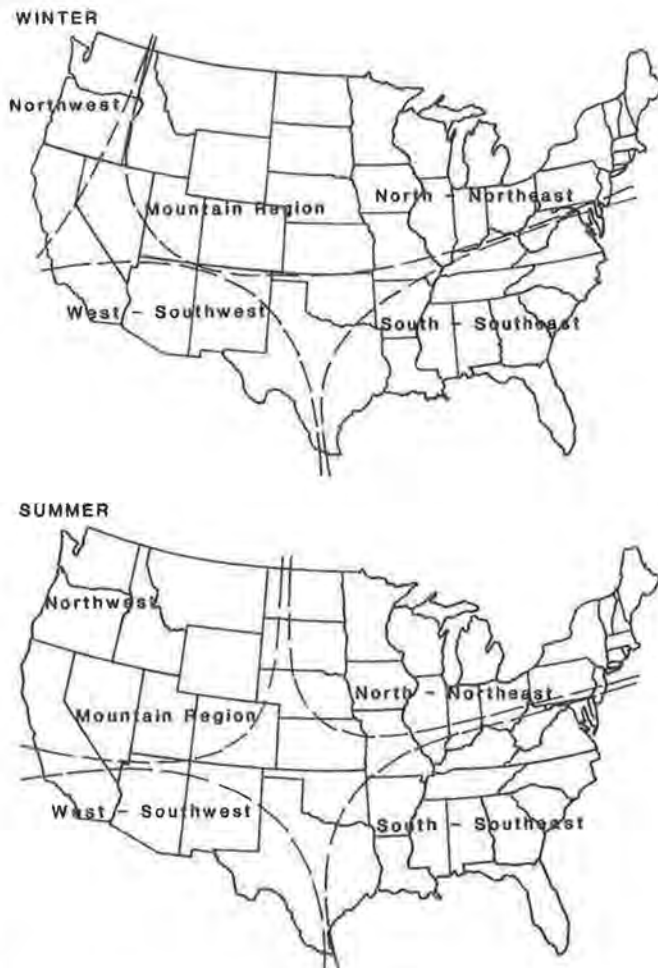 WINTER
Northwest
North - Northeast
Mountain Region
West - Southwest
South - Southeast
SUMMER
Northwest
North - Northeast
Mountain Region
West - Southwest
South - Southeast